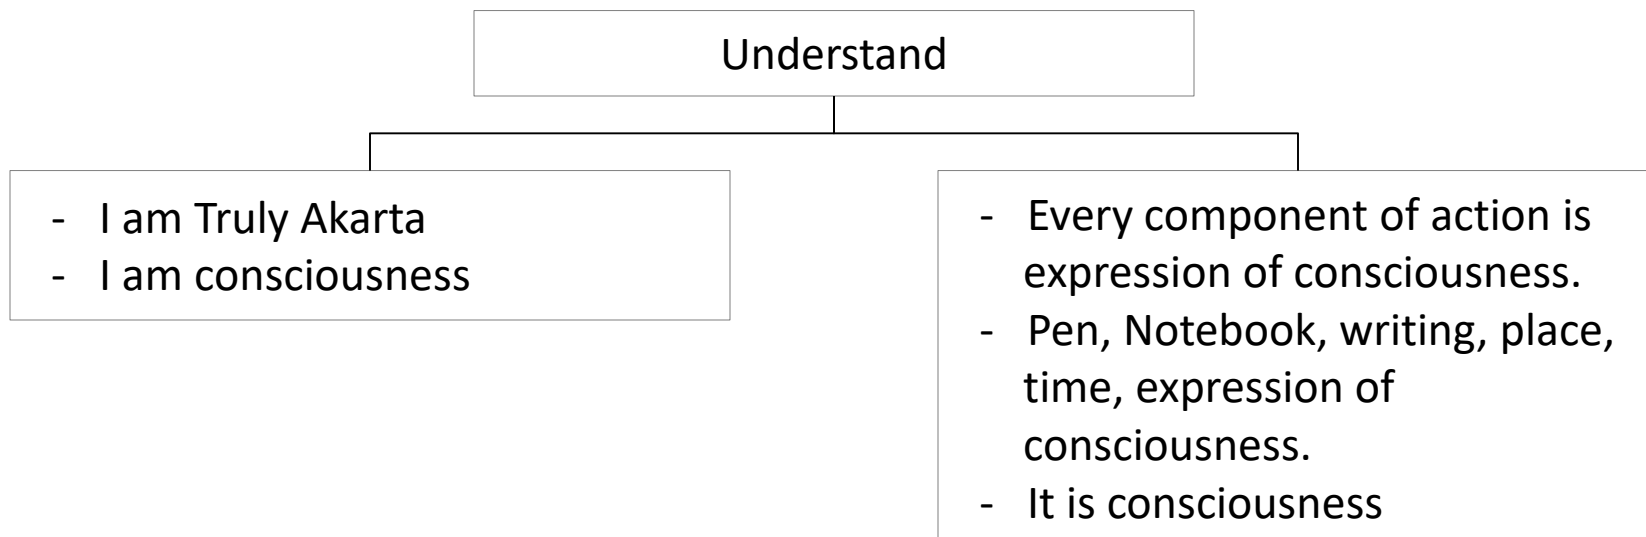 Understand
- I am Truly Akarta
- I am consciousness
- Every component of action is
expression of consciousness.
- Pen, Notebook, writing, place,
time, expression of
consciousness.
- It is consciousness